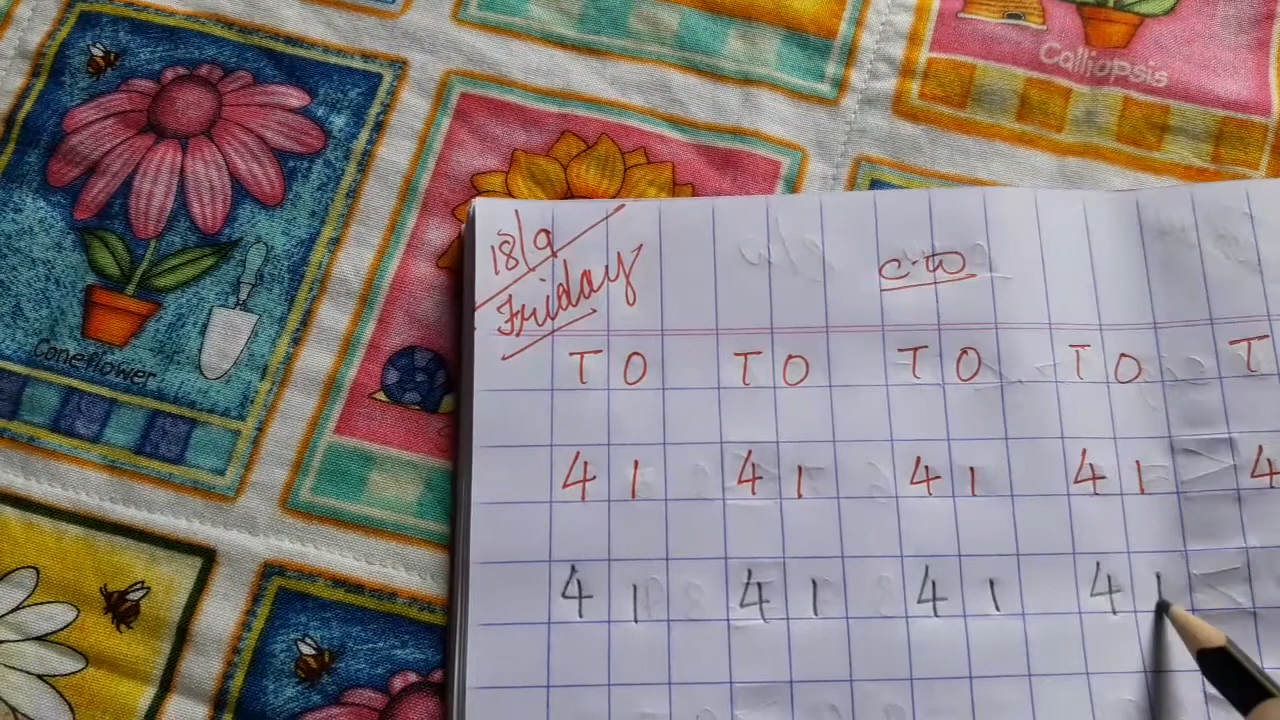 Calliopsis
Coneflower
18/9
Friday
C.W
T O T O T O T O T
4 1 4 1 4 1 4 1 4
4 1 4 1 4 1 4 1